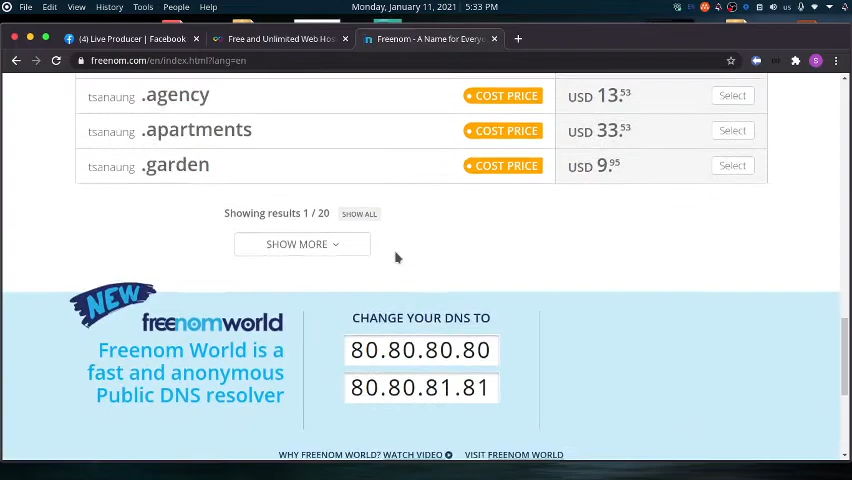 File Edit View History Tools People Help
Monday, January 11, 2021 5:33 PM
(4) Live Producer | Facebook
Free and Unlimited Web Hos
Freenom - A Name for Everyo
freenom.com/en/index.html?lang=en
tsanaung .agency COST PRICE USD 13.53 Select
tsanaung .apartments COST PRICE USD 33.53 Select
tsanaung .garden COST PRICE USD 9.95 Select
Showing results 1 / 20 SHOW ALL
SHOW MORE
NEW
freenomworld
Freenom World is a
fast and anonymous
Public DNS resolver
CHANGE YOUR DNS TO
80.80.80.80
80.80.81.81
WHY FREENOM WORLD? WATCH VIDEO
VISIT FREENOM WORLD